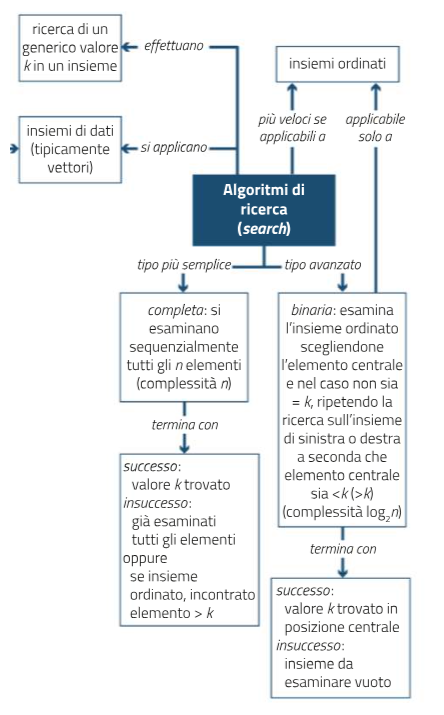 ricerca di un
generico valore
k in un insieme
effettuano
insiemi ordinati
più veloci se
applicabili a
applicabile
solo a
insiemi di dati
(tipicamente
vettori)
si applicano
Algoritmi di
ricerca
(search)
tipo più semplice
tipo avanzato
completa: si
esaminano
sequenzialmente
tutti gli n elementi
(complessità n)
binaria: esamina
l'insieme ordinato
scegliendone
l'elemento centrale
e nel caso non sia
= k, ripetendo la
ricerca sull'insieme
di sinistra o destra
a seconda che
elemento centrale
sia <k (>k)
(complessità log₂n)
termina con
successo:
valore k trovato
insuccesso:
già esaminati
tutti gli elementi
oppure
se insieme
ordinato, incontrato
elemento > k
termina con
successo:
valore k trovato in
posizione centrale
insuccesso:
insieme da
esaminare vuoto